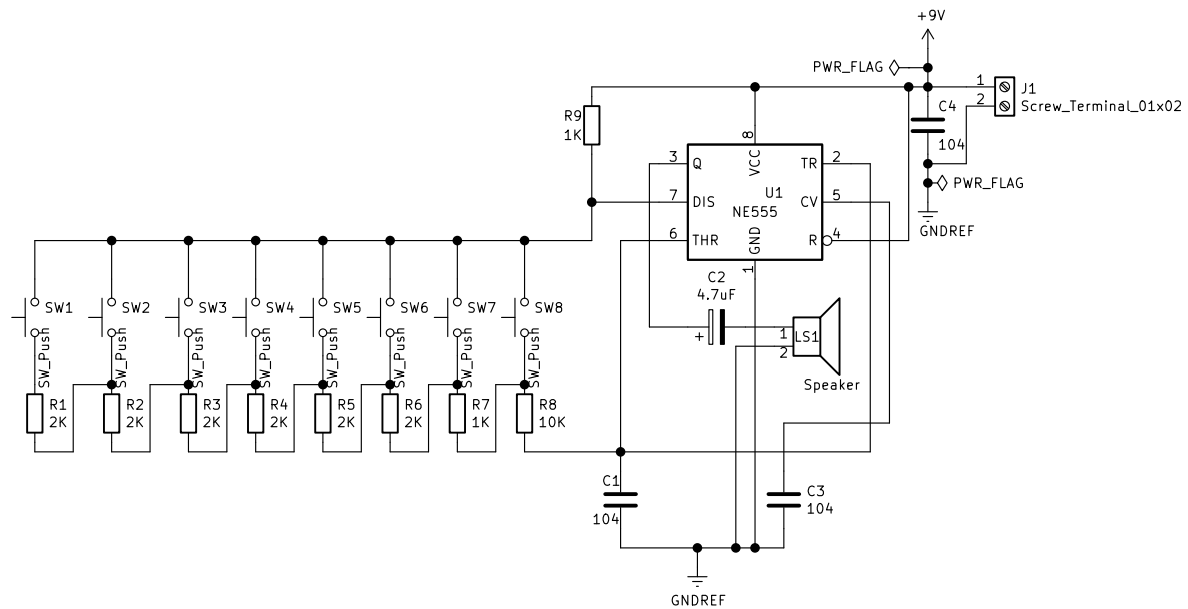 +9V
PWR_FLAG
1
J1
2
Screw_Terminal_01x02
C4
104
R9
1K
8
VCC
3
Q
TR
2
PWR_FLAG
7
DIS
U1
NE555
CV
5
GNDREF
6
THR
GND
R
4
1
C2
4.7uF
+
1
LS1
2
Speaker
SW1
SW2
SW3
SW4
SW5
SW6
SW7
SW8
SW_Push
SW_Push
SW_Push
SW_Push
SW_Push
SW_Push
SW_Push
SW_Push
R1
2K
R2
2K
R3
2K
R4
2K
R5
2K
R6
2K
R7
1K
R8
10K
C1
104
C3
104
GNDREF